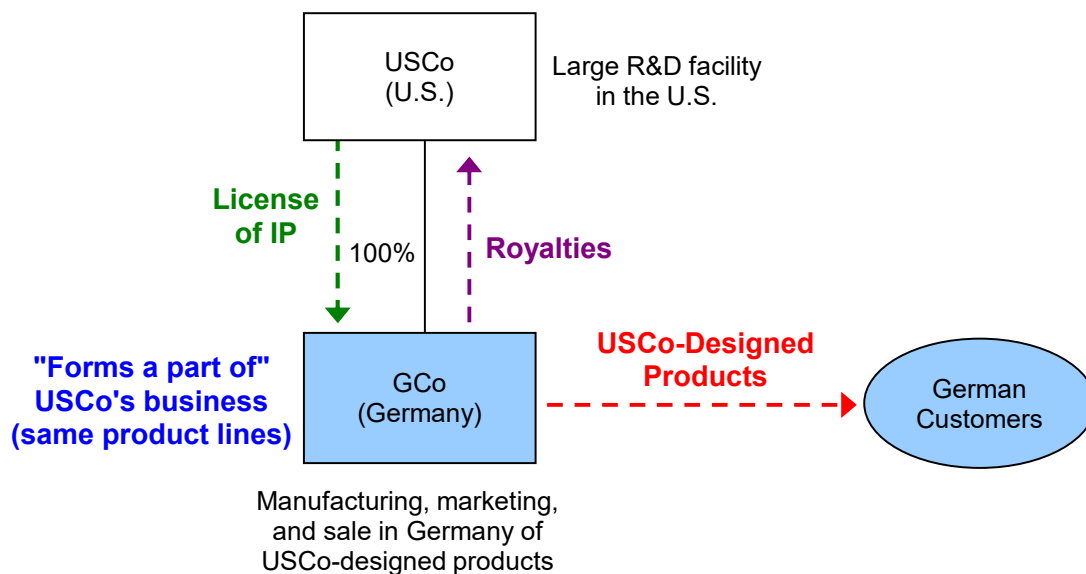 USCo
(U.S.)
Large R&D facility
in the U.S.
License
of IP
100%
Royalties
"Forms a part of"
USCo's business
(same product lines)
GCo
(Germany)
USCo-Designed
Products
German
Customers
Manufacturing, marketing,
and sale in Germany of
USCo-designed products